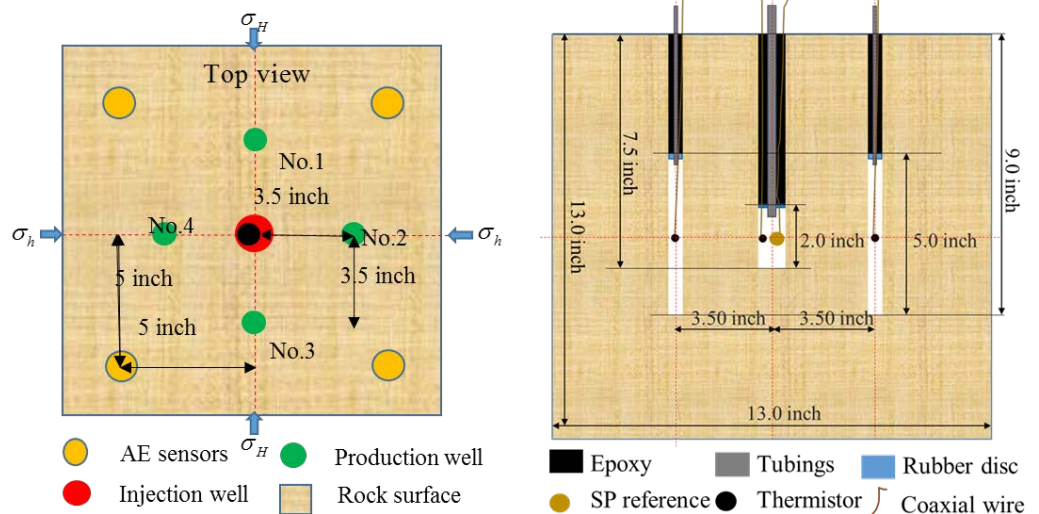 σH
Top view
No.1
3.5 inch
No.4
No.2
σh
σh
5 inch
3.5 inch
5 inch
No.3
σH
AE sensors
Production well
Injection well
Rock surface
7.5 inch
13.0 inch
2.0 inch
5.0 inch
9.0 inch
3.50 inch
3.50 inch
13.0 inch
Epoxy
Tubings
Rubber disc
SP reference
Thermistor
Coaxial wire